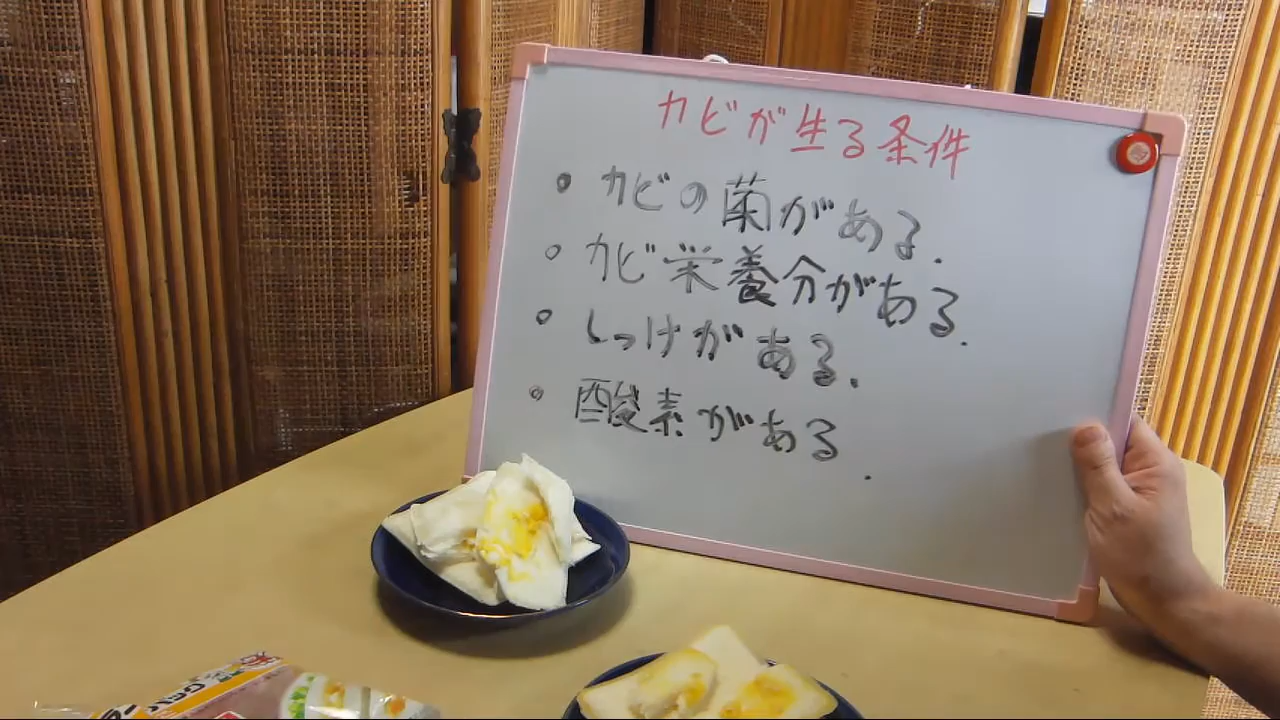 カビが生る条件
・カビの菌がある.
・カビ栄養分がある.
・しっけがある.
・酸素がある.